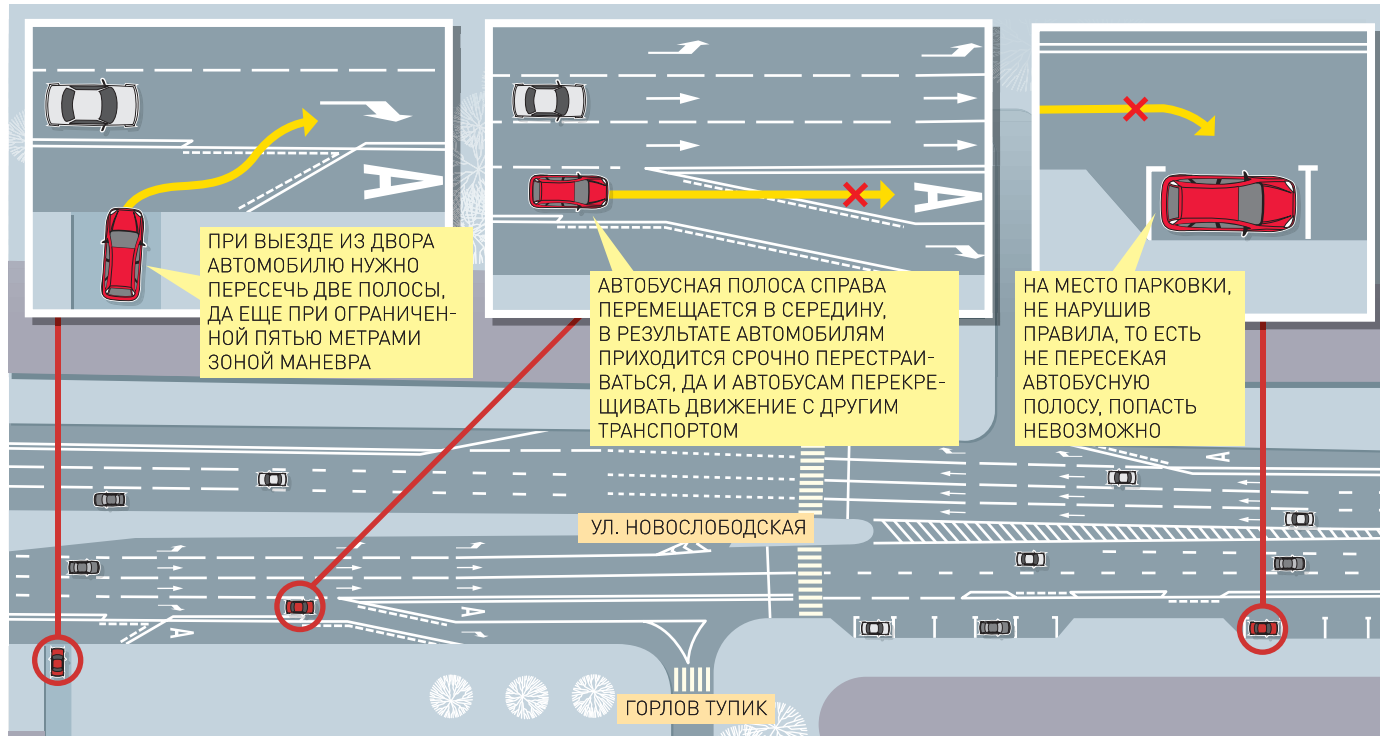 ПРИ ВЫЕЗДЕ ИЗ ДВОРА
АВТОМОБИЛЮ НУЖНО
ПЕРЕСЕЧЬ ДВЕ ПОЛОСЫ,
ДА ЕЩЕ ПРИ ОГРАНИЧЕН-
НОЙ ПЯТЬЮ МЕТРАМИ
ЗОНОЙ МАНЕВРА
А
АВТОБУСНАЯ ПОЛОСА СПРАВА
ПЕРЕМЕЩАЕТСЯ В СЕРЕДИНУ,
В РЕЗУЛЬТАТЕ АВТОМОБИЛЯМ
ПРИХОДИТСЯ СРОЧНО ПЕРЕСТРАИ-
ВАТЬСЯ, ДА И АВТОБУСАМ ПЕРЕКРЕ-
ЩИВАТЬ ДВИЖЕНИЕ С ДРУГИМ
ТРАНСПОРТОМ
А
НА МЕСТО ПАРКОВКИ,
НЕ НАРУШИВ
ПРАВИЛА, ТО ЕСТЬ
НЕ ПЕРЕСЕКАЯ
АВТОБУСНУЮ
ПОЛОСУ, ПОПАСТЬ
НЕВОЗМОЖНО
А
УЛ. НОВОСЛОБОДСКАЯ
А
А
ГОРЛОВ ТУПИК